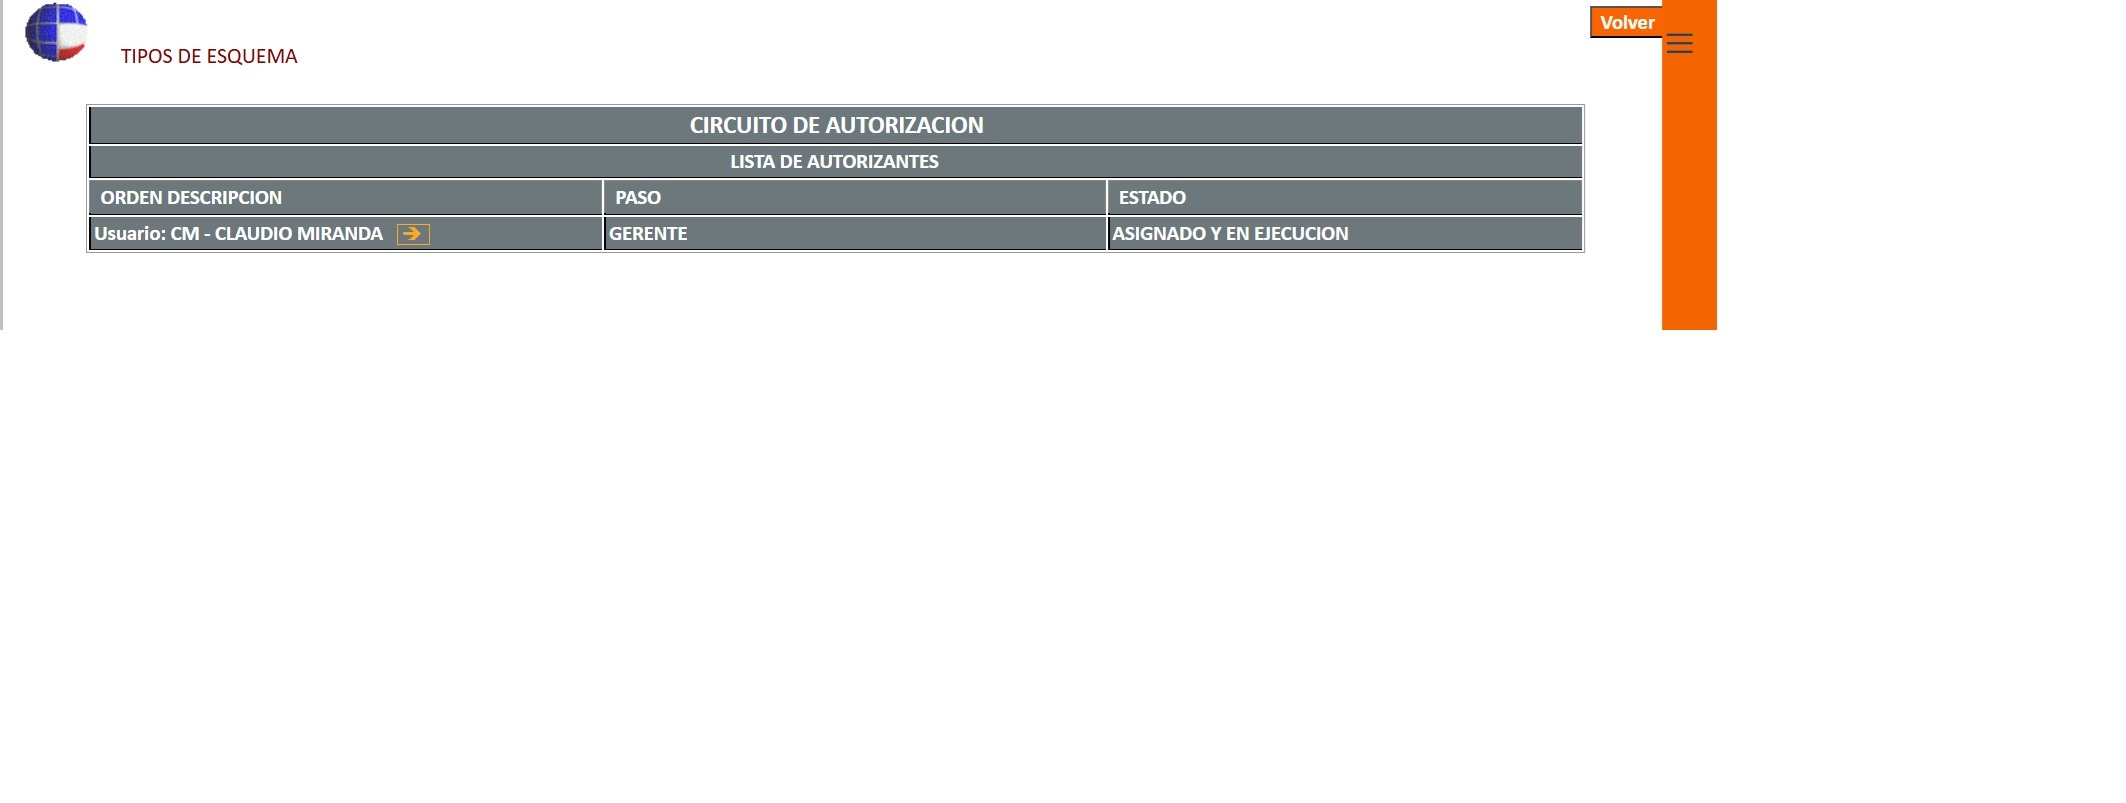 Volver
TIPOS DE ESQUEMA
CIRCUITO DE AUTORIZACION
LISTA DE AUTORIZANTES
ORDEN DESCRIPCION PASO ESTADO
Usuario: CM - CLAUDIO MIRANDA GERENTE ASIGNADO Y EN EJECUCION